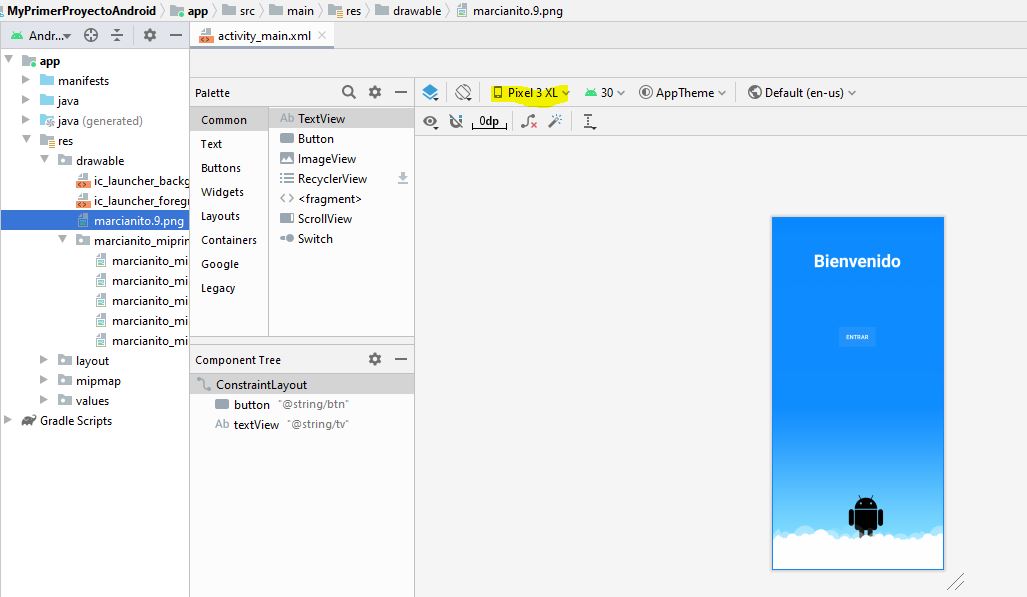 MyPrimerProyectoAndroid app src main res drawable marcianito.9.png
Andr... activity_main.xml
app
manifests
java
java (generated)
res
drawable
ic_launcher_backg
ic_launcher_foregr
marcianito.9.png
marcianito_miprin
marcianito_mi
marcianito_mi
marcianito_mi
marcianito_mi
marcianito_mi
layout
mipmap
values
Gradle Scripts
Palette
Common
Text
Buttons
Widgets
Layouts
Containers
Google
Legacy
Ab TextView
Button
ImageView
RecyclerView
<fragment>
ScrollView
Switch
Component Tree
ConstraintLayout
button "@string/btn"
Ab textView "@string/tv"
Pixel 3 XL 30 AppTheme Default (en-us)
0dp
Bienvenido
ENTRAR